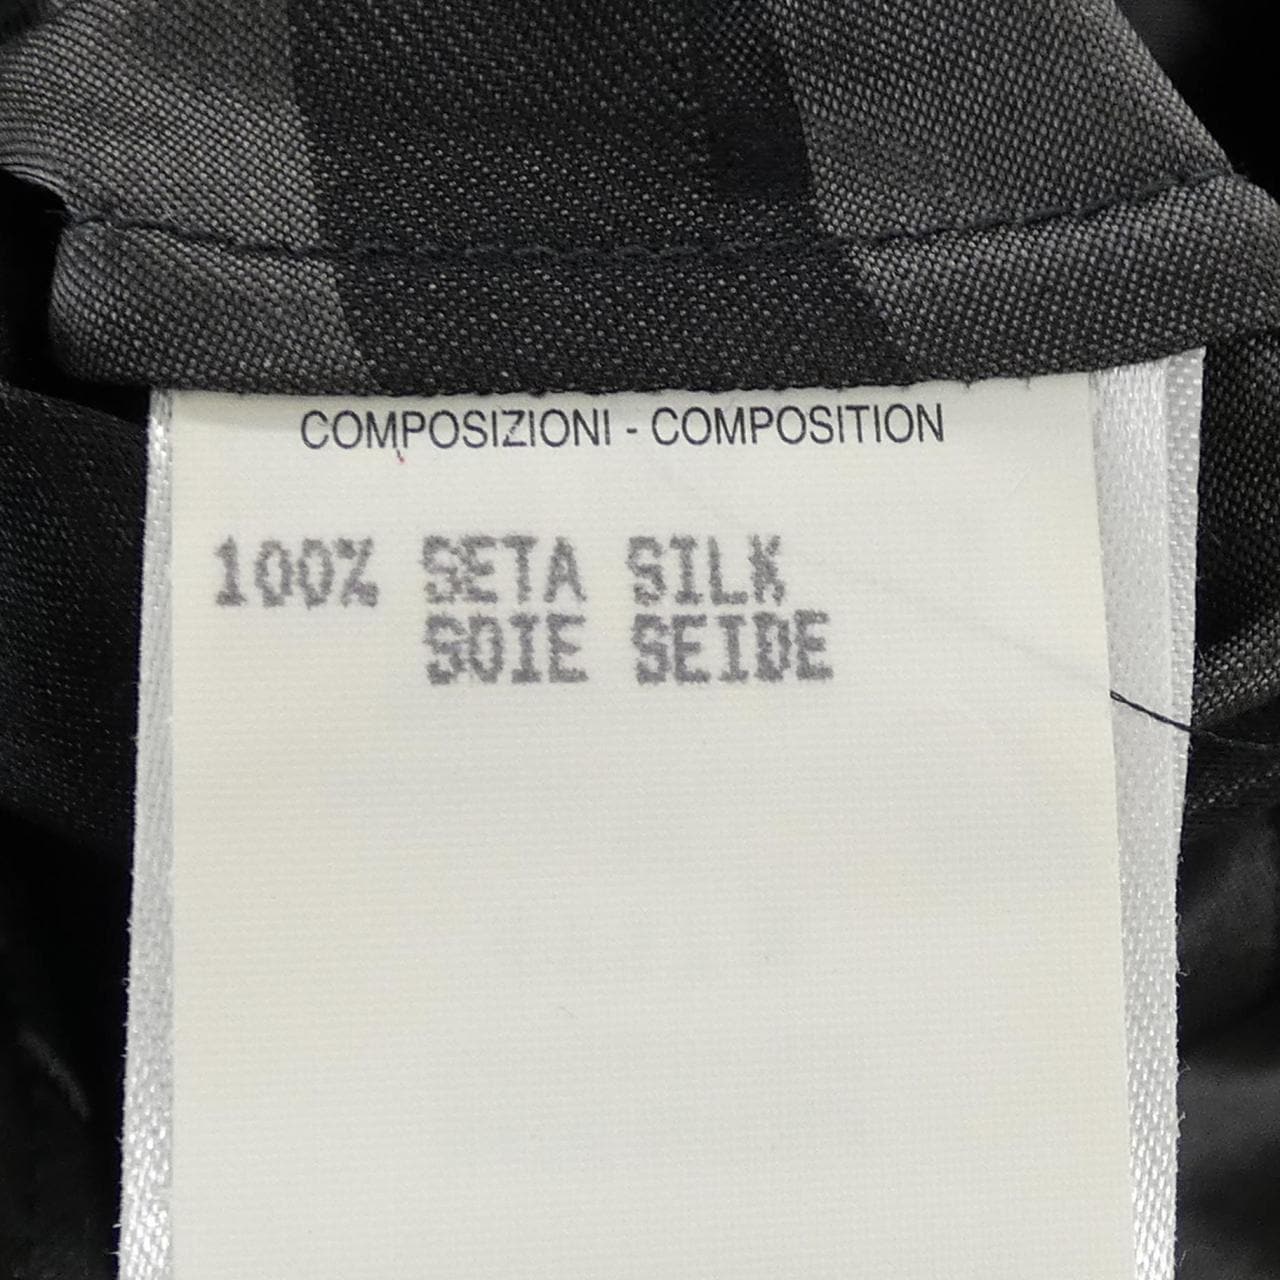 COMPOSIZIONI - COMPOSITION
100% SETA SILK
SOIE SEIDE